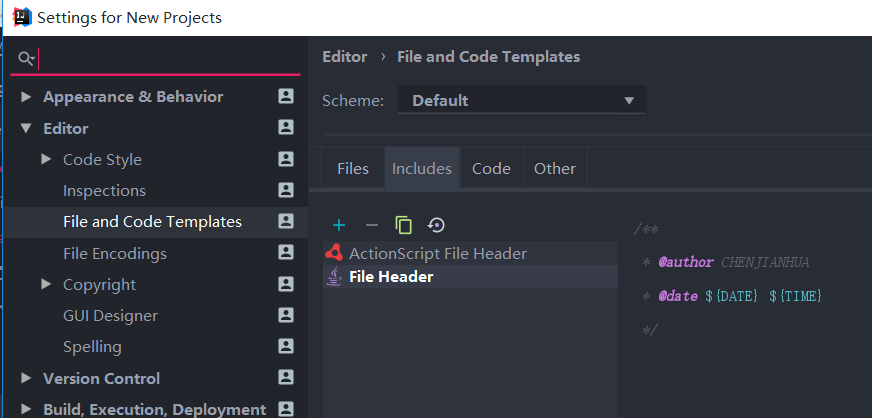 Settings for New Projects
Appearance & Behavior
Editor
Code Style
Inspections
File and Code Templates
File Encodings
Copyright
GUI Designer
Spelling
Version Control
Build, Execution, Deployment
Editor › File and Code Templates
Scheme: Default
Files Includes Code Other
ActionScript File Header
File Header
/**
* @author CHENJIANHUA
* @date ${DATE} ${TIME}
*/